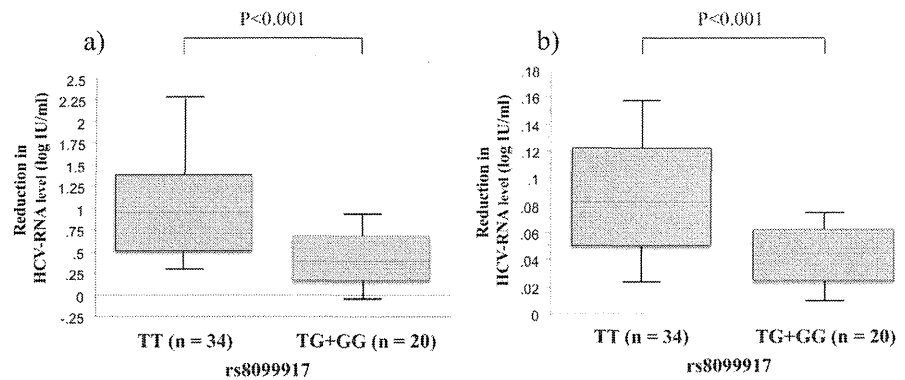 a)
P<0.001
Reduction in
HCV-RNA level (log IU/ml)
2.5
2.25
2
1.75
1.5
1.25
1
.75
.5
.25
0
-.25
TT (n = 34)
TG+GG (n = 20)
rs8099917
b)
P<0.001
Reduction in
HCV-RNA level (log IU/ml)
.18
.16
.14
.12
.1
.08
.06
.04
.02
0
TT (n = 34)
TG+GG (n = 20)
rs8099917